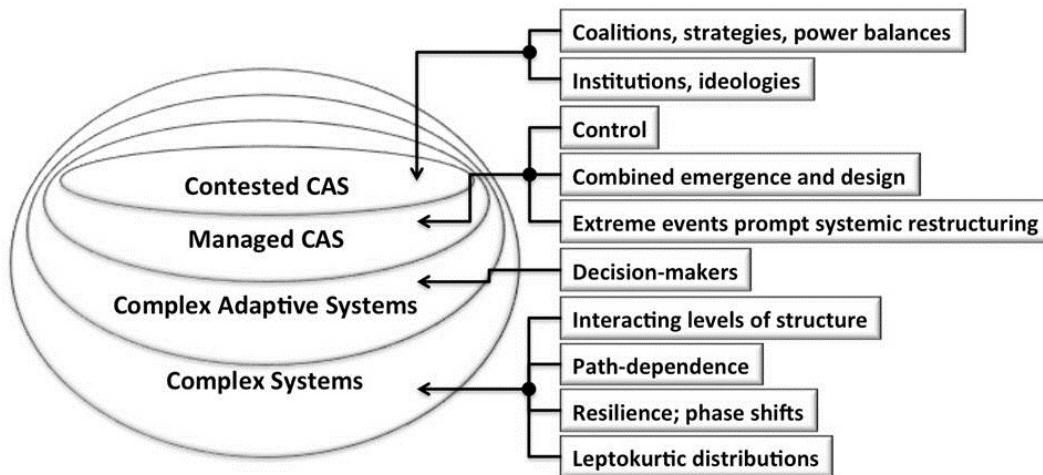 Coalitions, strategies, power balances
Institutions, ideologies
Control
Contested CAS
Combined emergence and design
Managed CAS
Extreme events prompt systemic restructuring
Decision-makers
Complex Adaptive Systems
Interacting levels of structure
Path-dependence
Complex Systems
Resilience; phase shifts
Leptokurtic distributions